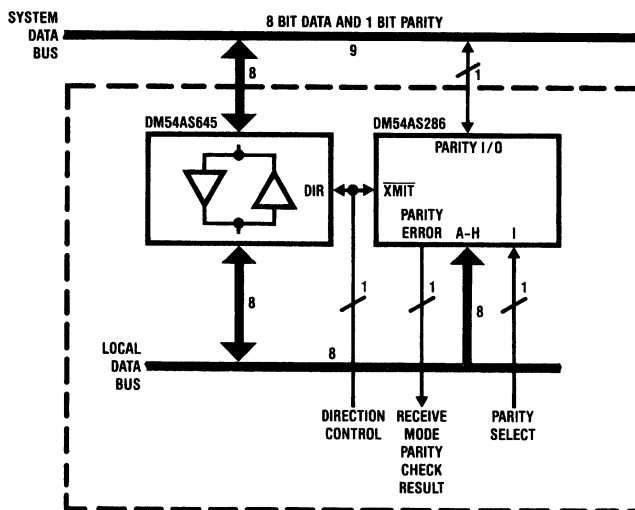 SYSTEM
DATA
BUS
8 BIT DATA AND 1 BIT PARITY
9
8
1
DM54AS645
DM54AS286
PARITY I/O
DIR
XMIT
PARITY
ERROR
A-H
I
8
1
1
8
1
LOCAL
DATA
BUS
8
DIRECTION
CONTROL
RECEIVE
MODE
PARITY
CHECK
RESULT
PARITY
SELECT